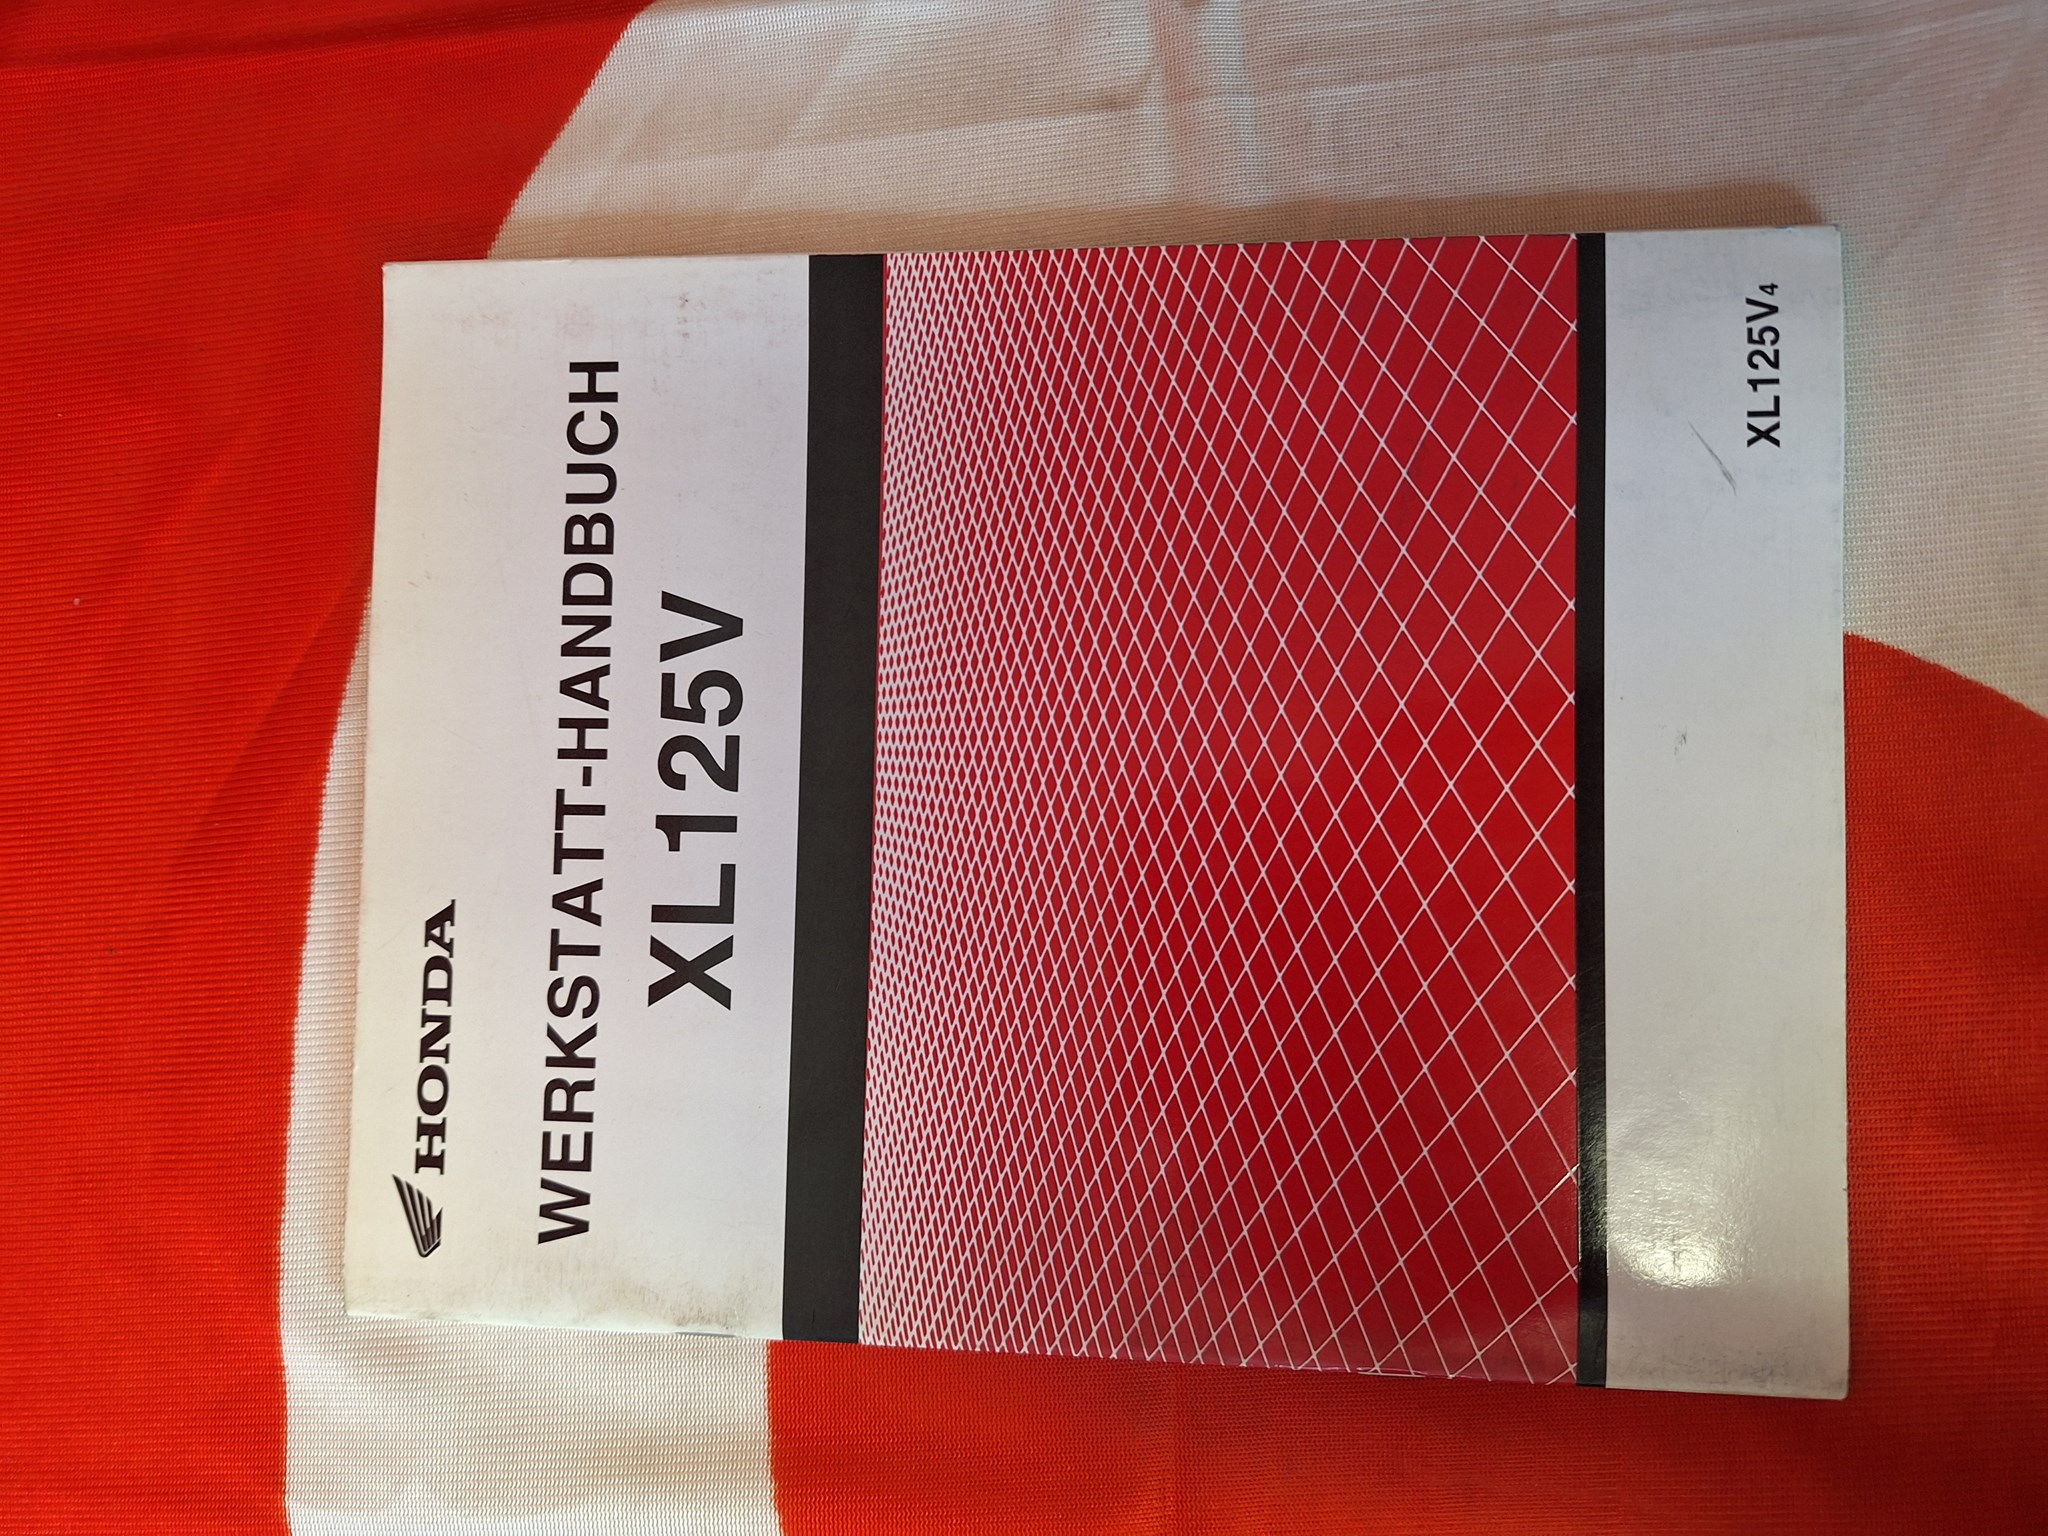 HONDA
WERKSTATT-HANDBUCH
XL125V
XL125V4